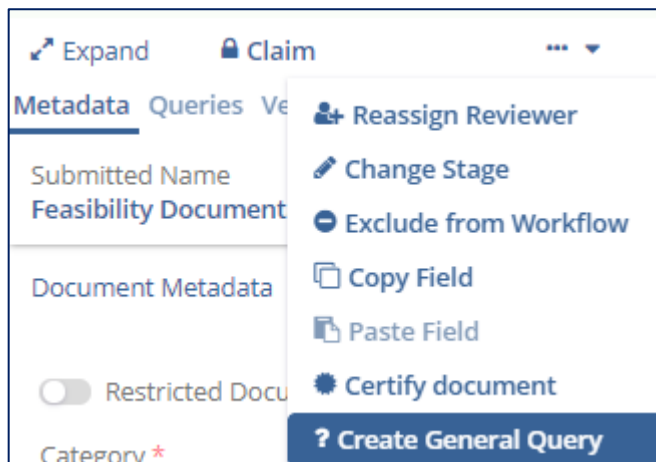 Expand Claim
Metadata Queries Ve
Reassign Reviewer
Submitted Name
Feasibility Document
Change Stage
Exclude from Workflow
Document Metadata
Copy Field
Paste Field
Restricted Docu
Certify document
Category *
? Create General Query